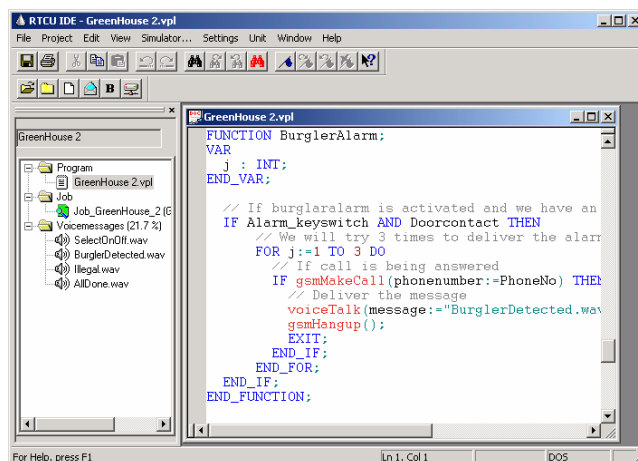 RTCU IDE - GreenHouse 2.vpl
File Project Edit View Simulator... Settings Unit Window Help
B
GreenHouse 2
Program
GreenHouse 2.vpl
Job
Job_GreenHouse_2 (G
Voicemessages (21.7 %)
SelectOnOff.wav
BurglerDetected.wav
Illegal.wav
AllDone.wav
GreenHouse 2.vpl
FUNCTION BurglerAlarm;
VAR
j : INT;
END_VAR;
// If burglaralarm is activated and we have an
IF Alarm_keyswitch AND Doorcontact THEN
// We will try 3 times to deliver the alarm
FOR j:=1 TO 3 DO
// If call is being answered
IF gsmMakeCall(phonenumber:=PhoneNo) THEN
// Deliver the message
voiceTalk(message:="BurglerDetected.wav
gsmHangup();
EXIT;
END_IF;
END_FOR;
END_IF;
END_FUNCTION;
For Help, press F1
Ln 1, Col 1
DOS